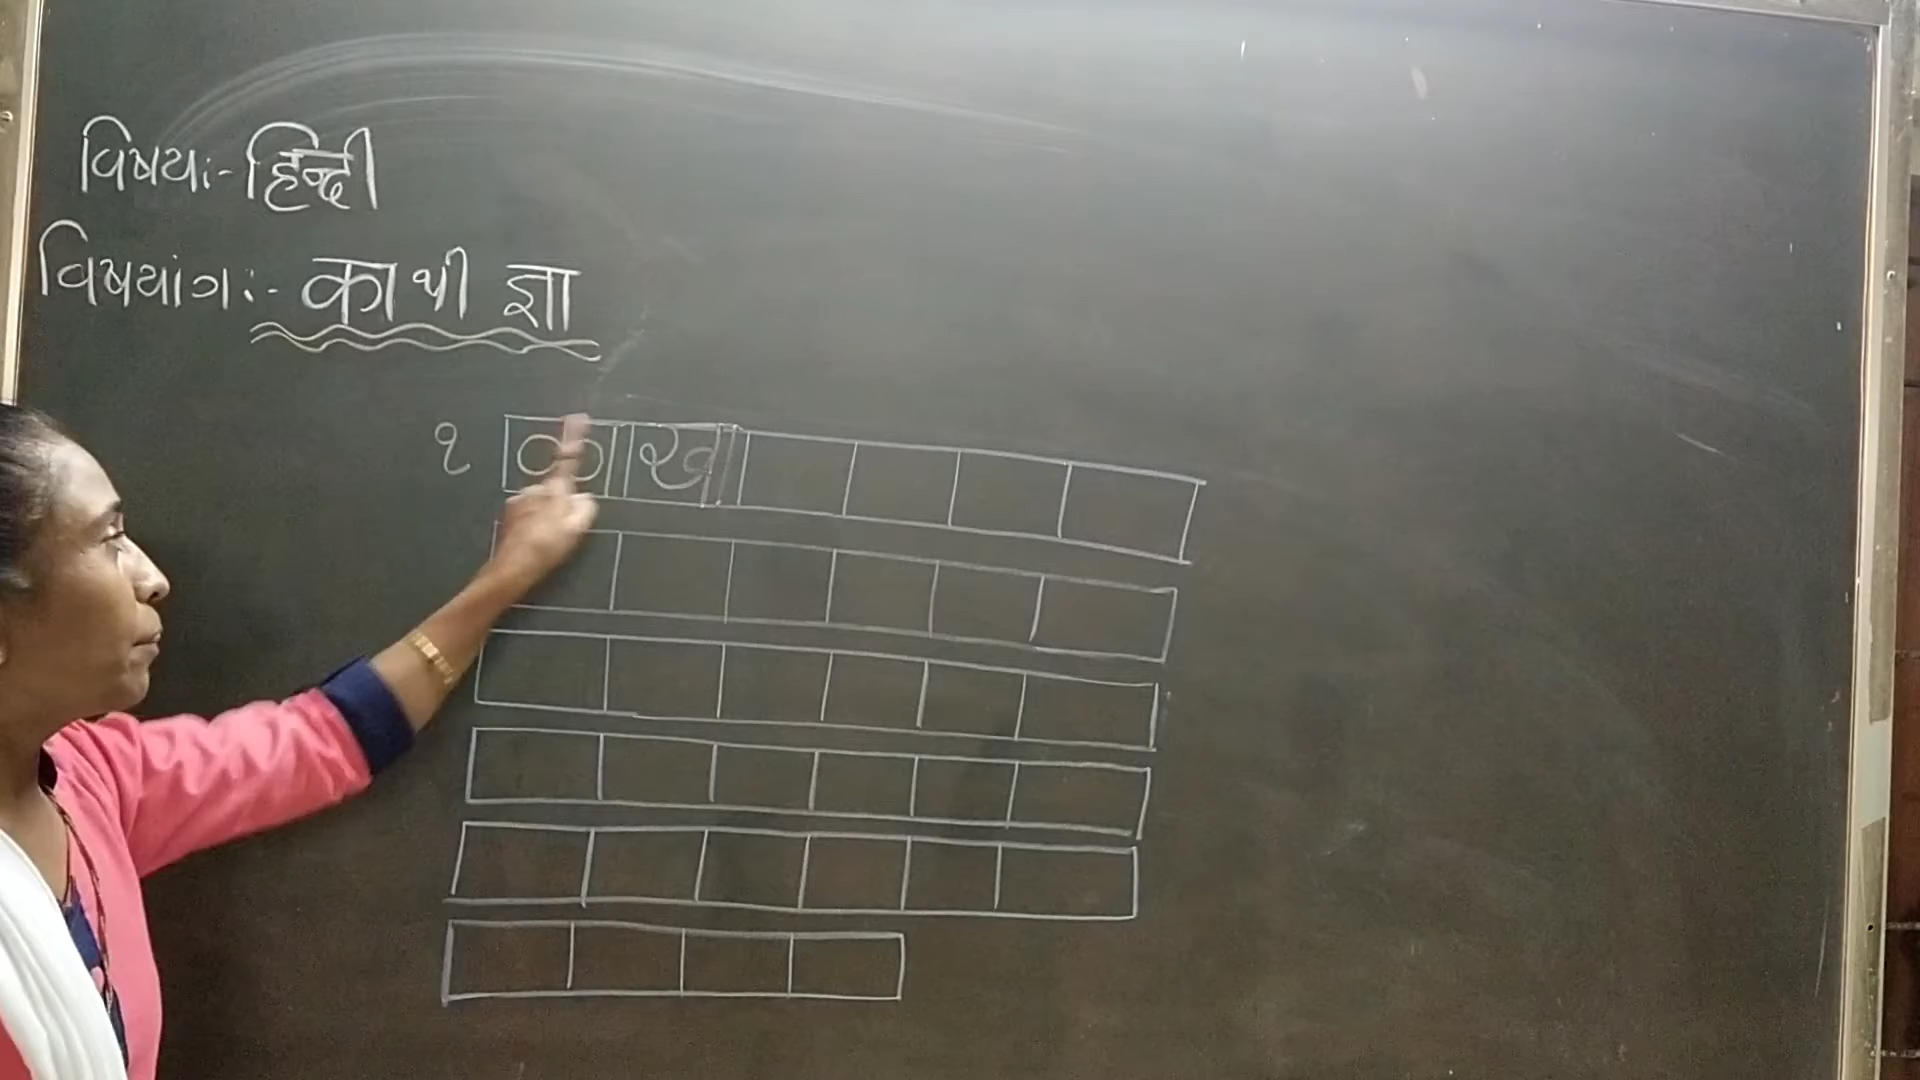 વિષયઃ- हिन्दी
વિષયાંગઃ- का થી ज्ञा
१ का खा